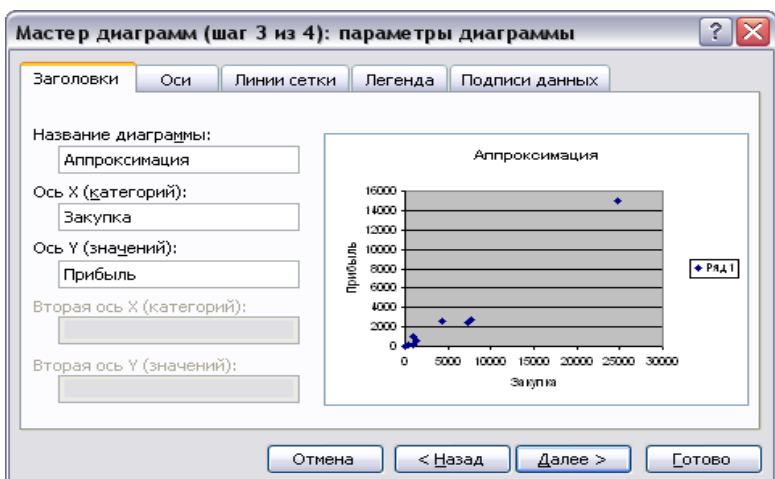 Мастер диаграмм (шаг 3 из 4): параметры диаграммы
Заголовки Оси Линии сетки Легенда Подписи данных
Название диаграммы:
Аппроксимация
Ось X (категорий):
Закупка
Ось Y (значений):
Прибыль
Вторая ось X (категорий):
Вторая ось Y (значений):
Аппроксимация
16000
14000
12000
10000
8000
6000
4000
2000
0
Прибыль
0 5000 10000 15000 20000 25000 30000
Закупка
Ряд1
Отмена < Назад Далее > Готово